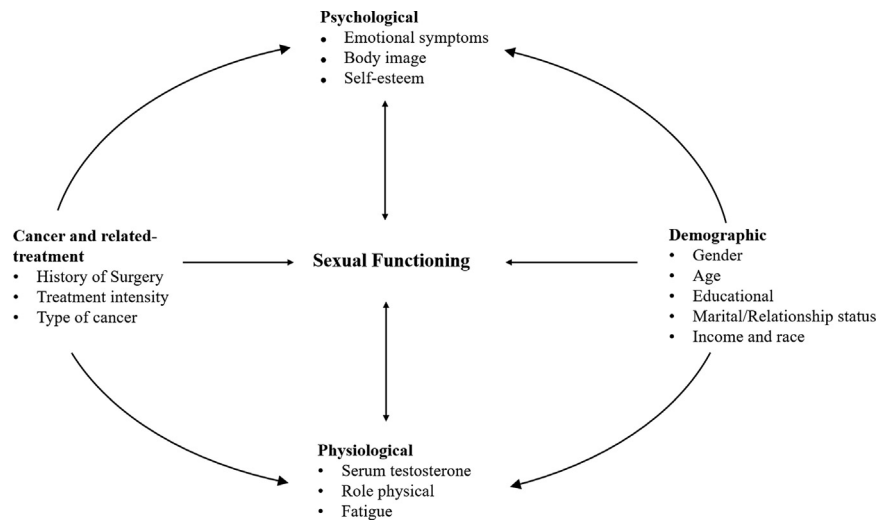 Psychological
• Emotional symptoms
• Body image
• Self-esteem
Cancer and related-
treatment
• History of Surgery
• Treatment intensity
• Type of cancer
Sexual Functioning
Demographic
• Gender
• Age
• Educational
• Marital/Relationship status
• Income and race
Physiological
• Serum testosterone
• Role physical
• Fatigue